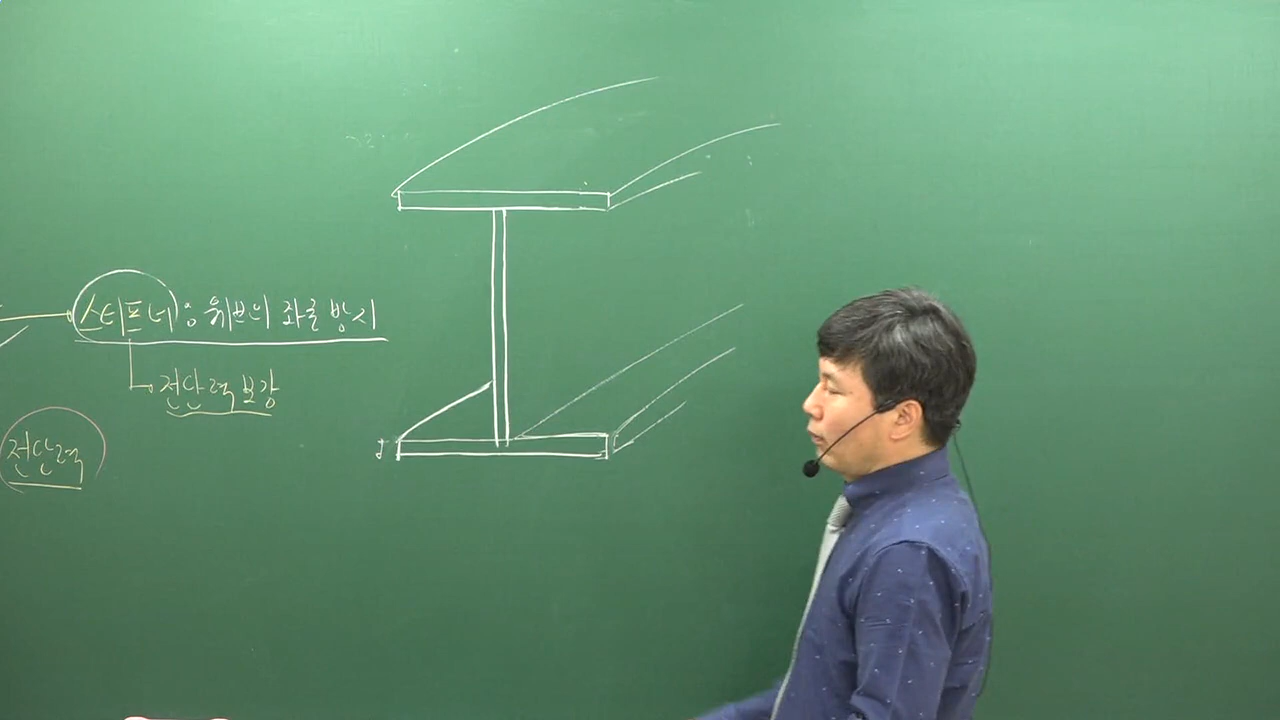 스티프너 : 웨브의 좌굴 방지
전단력 보강
전단력